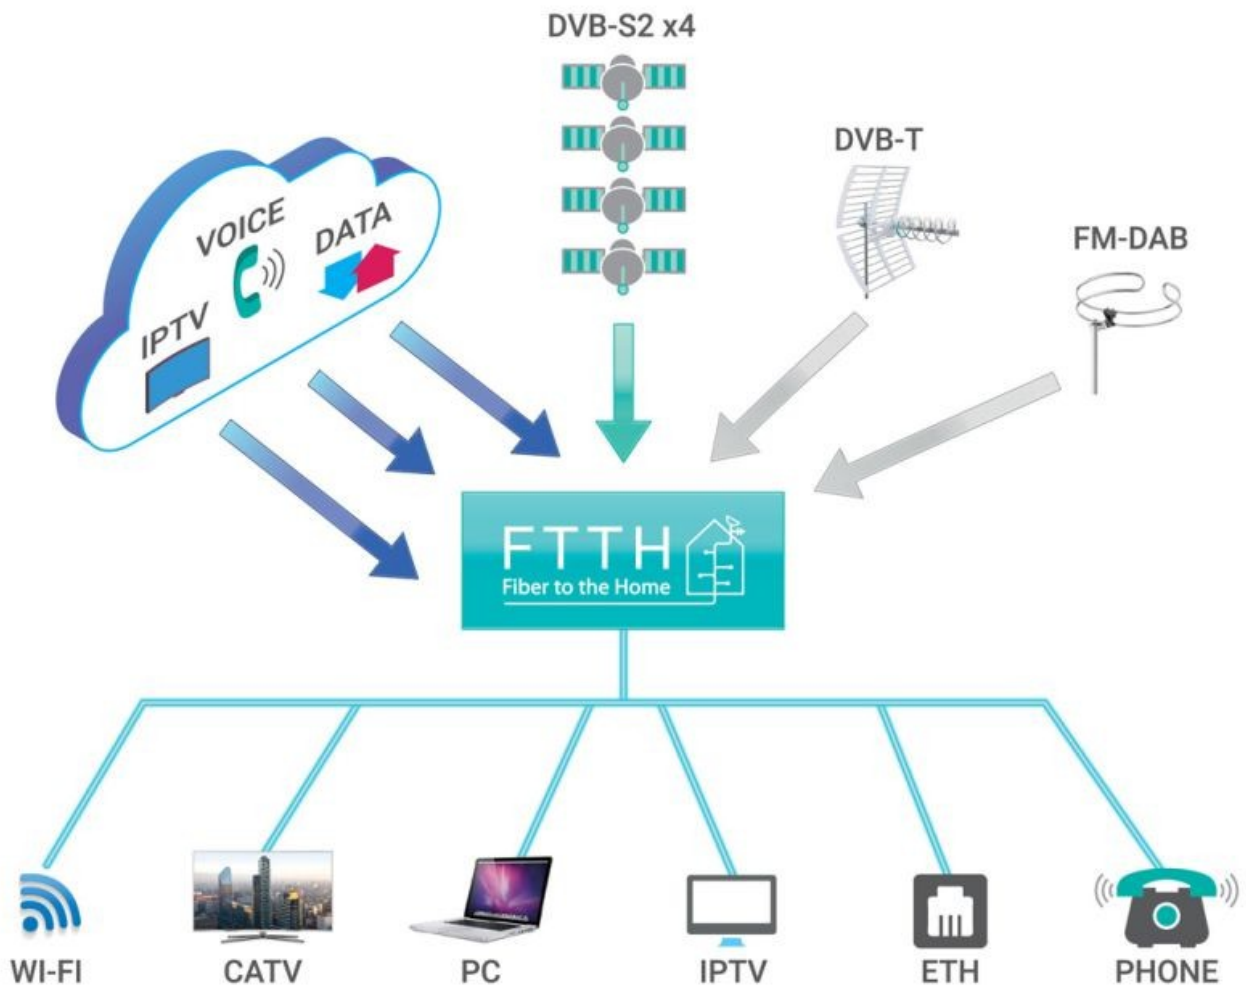 DVB-S2 x4
DVB-T
FM-DAB
VOICE
DATA
IPTV
FTTH
Fiber to the Home
WI-FI
CATV
PC
IPTV
ETH
PHONE